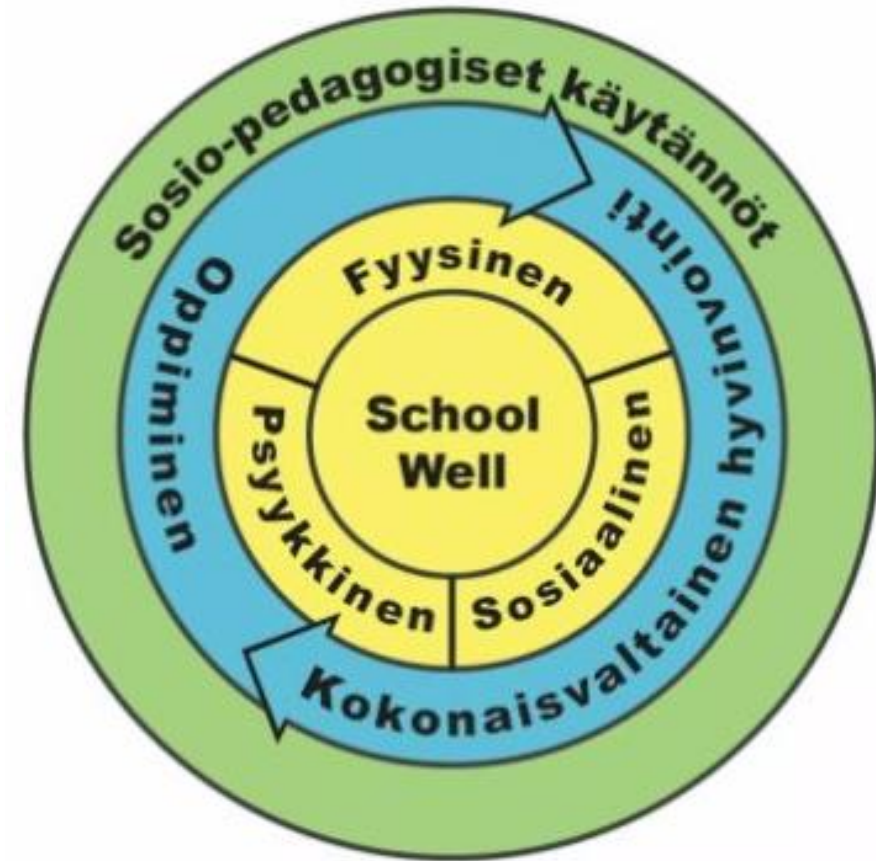 Sosio-pedagogiset käytännöt
Oppiminen
Kokonaisvaltainen hyvinvointi
Fyysinen
Psyykkinen
Sosiaalinen
School
Well